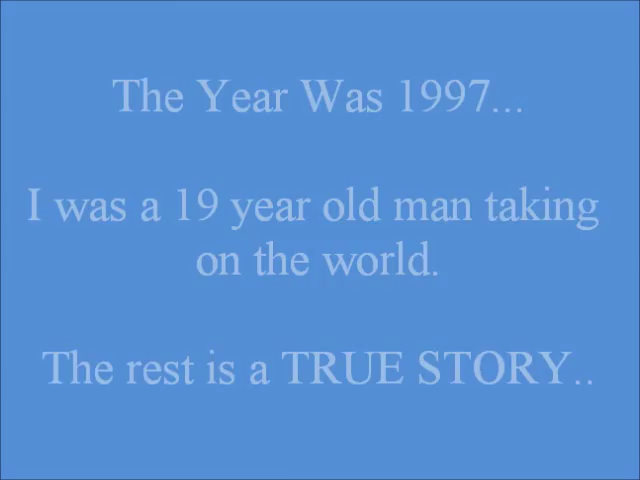 The Year Was 1997...
I was a 19 year old man taking
on the world.
The rest is a TRUE STORY..